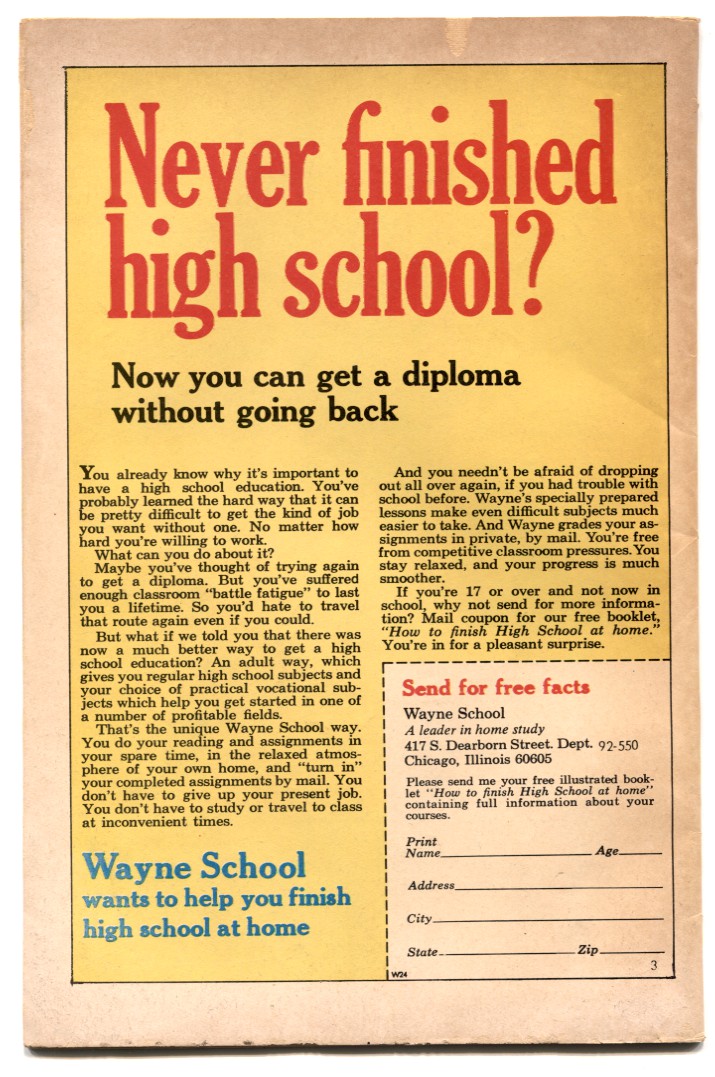 Never finished
high school?
Now you can get a diploma
without going back
You already know why it's important to
have a high school education. You've
probably learned the hard way that it can
be pretty difficult to get the kind of job
you want without one. No matter how
hard you're willing to work.
What can you do about it?
Maybe you've thought of trying again
to get a diploma. But you've suffered
enough classroom "battle fatigue" to last
you a lifetime. So you'd hate to travel
that route again even if you could.
But what if we told you that there was
now a much better way to get a high
school education? An adult way, which
gives you regular high school subjects and
your choice of practical vocational sub-
jects which help you get started in one of
a number of profitable fields.
That's the unique Wayne School way.
You do your reading and assignments in
your spare time, in the relaxed atmos-
phere of your own home, and "turn in"
your completed assignments by mail. You
don't have to give up your present job.
You don't have to study or travel to class
at inconvenient times.
Wayne School
wants to help you finish
high school at home
And you needn't be afraid of dropping
out all over again, if you had trouble with
school before. Wayne's specially prepared
lessons make even difficult subjects much
easier to take. And Wayne grades your as-
signments in private, by mail. You're free
from competitive classroom pressures. You
stay relaxed, and your progress is much
smoother.
If you're 17 or over and not now in
school, why not send for more informa-
tion? Mail coupon for our free booklet,
"How to finish High School at home."
You're in for a pleasant surprise.
Send for free facts
Wayne School
A leader in home study
417 S. Dearborn Street. Dept. 92-550
Chicago, Illinois 60605
Please send me your free illustrated book-
let "How to finish High School at home"
containing full information about your
courses.
Print
Name Age
Address
City
State Zip
3
W24